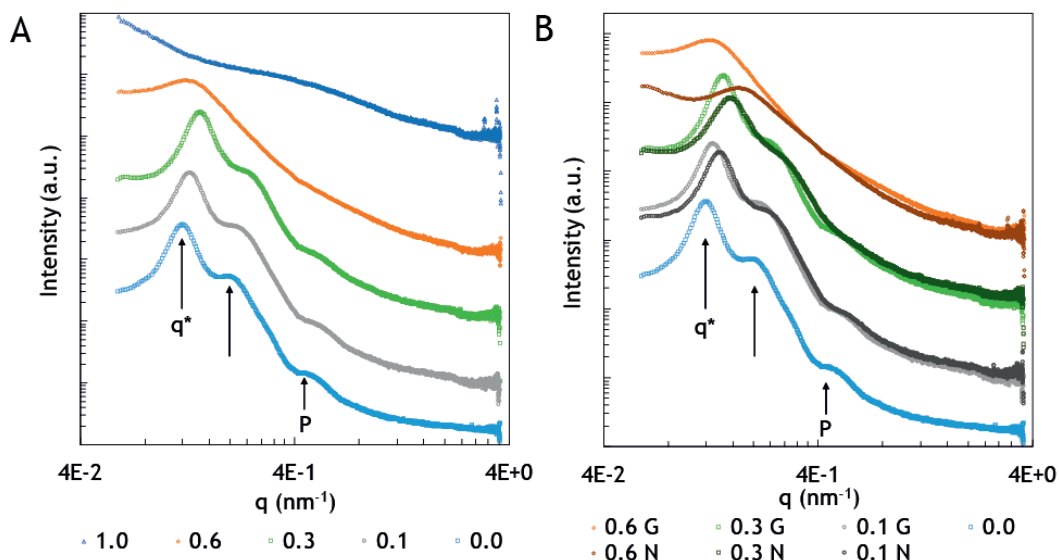 A
Intensity (a.u.)
q*
P
4E-2 4E-1 4E+0
q (nm⁻¹)
1.0 0.6 0.3 0.1 0.0
B
Intensity (a.u.)
q*
P
4E-2 4E-1 4E+0
q (nm⁻¹)
0.6 G 0.3 G 0.1 G 0.0
0.6 N 0.3 N 0.1 N